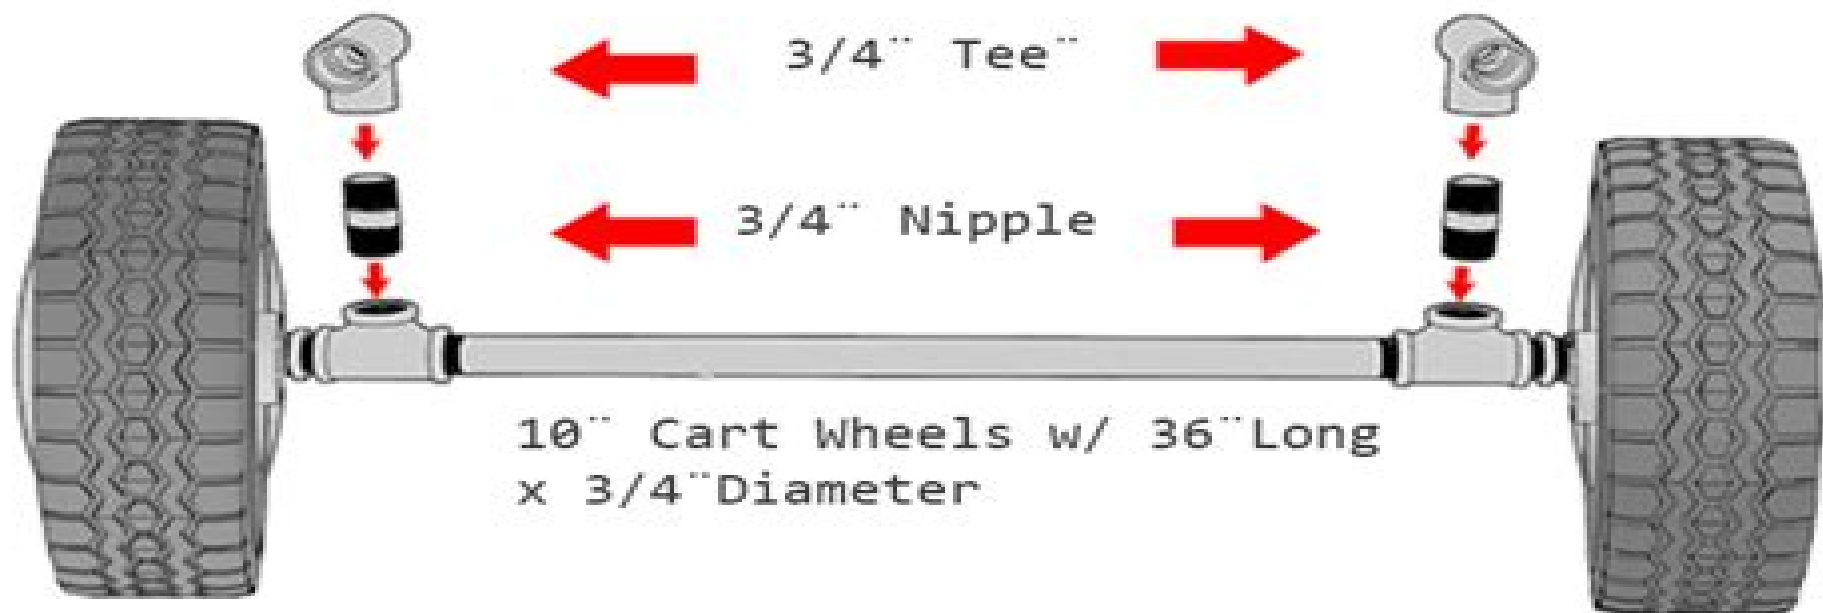 3/4¨ Tee¨
3/4¨ Nipple
10¨ Cart Wheels w/ 36¨Long
x 3/4¨Diameter